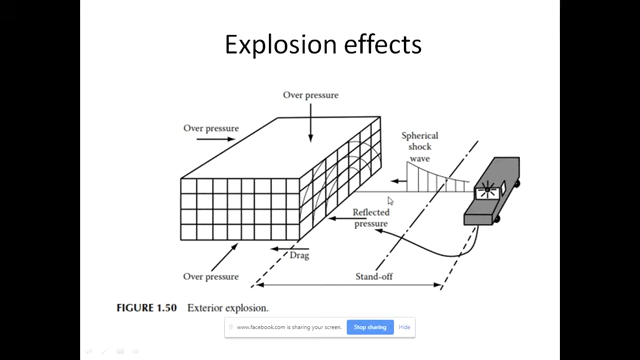 Explosion effects
Over pressure
Over pressure
Spherical
shock
wave
Reflected
pressure
Drag
Over pressure
Stand-off
FIGURE 1.50 Exterior explosion.
www.facebook.com is sharing your screen.
Stop sharing
Hide